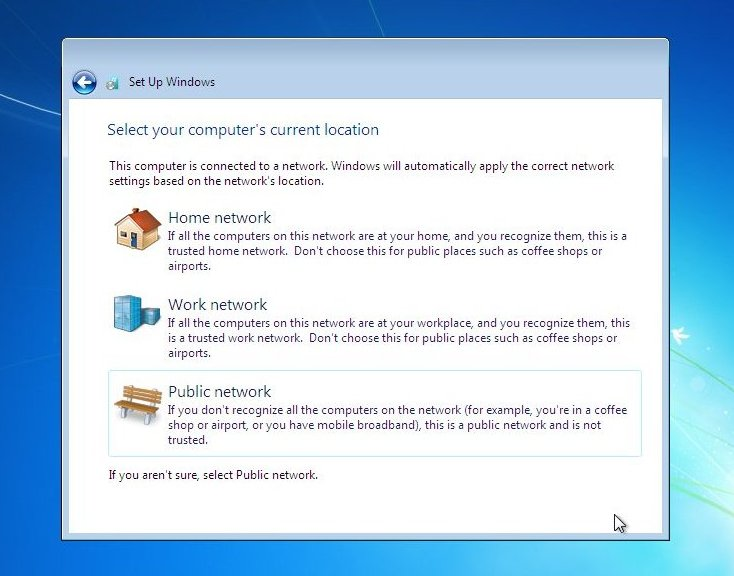 Set Up Windows
Select your computer's current location
This computer is connected to a network. Windows will automatically apply the correct network
settings based on the network's location.
Home network
If all the computers on this network are at your home, and you recognize them, this is a
trusted home network.  Don't choose this for public places such as coffee shops or
airports.
Work network
If all the computers on this network are at your workplace, and you recognize them, this
is a trusted work network.  Don't choose this for public places such as coffee shops or
airports.
Public network
If you don't recognize all the computers on the network (for example, you're in a coffee
shop or airport, or you have mobile broadband), this is a public network and is not
trusted.
If you aren't sure, select Public network.